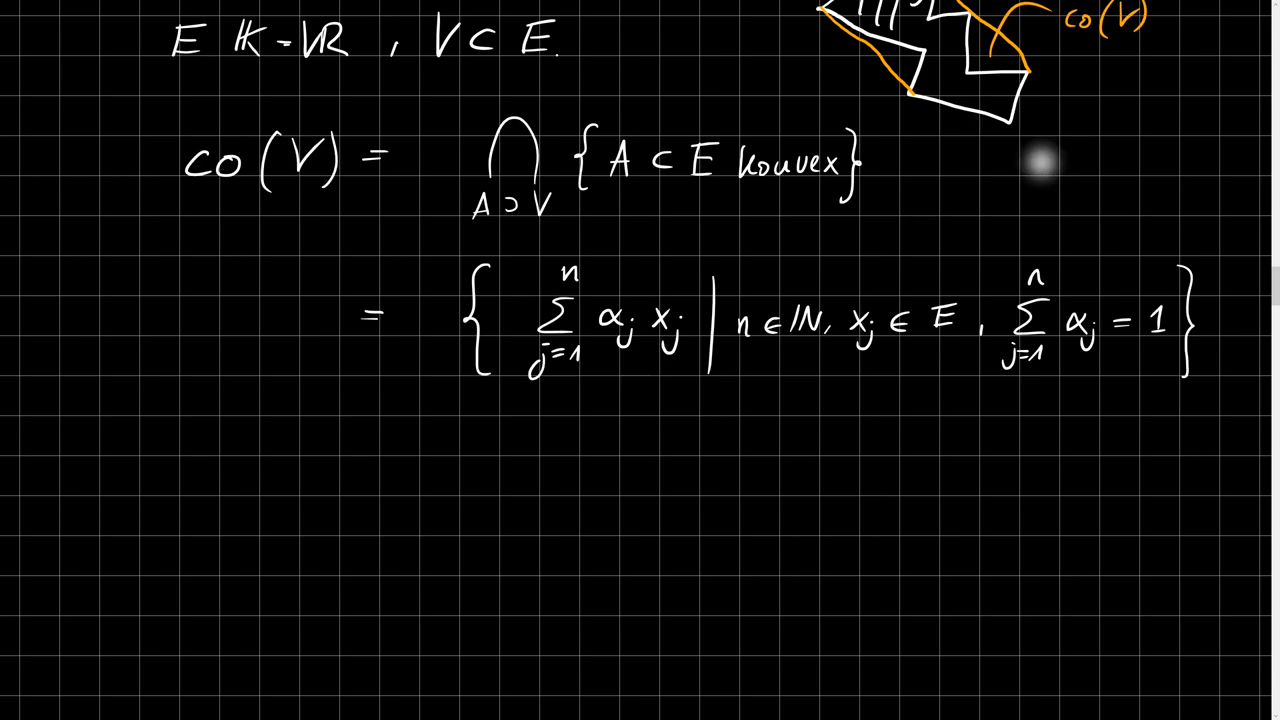 co(V)
E 𝕂-VR , V ⊂ E.
co(V) = ⋂_{A ⊃ V} { A ⊂ E konvex}
= { ∑_{j=1}^{n} α_j x_j | n ∈ ℕ, x_j ∈ E , ∑_{j=1}^{n} α_j = 1 }